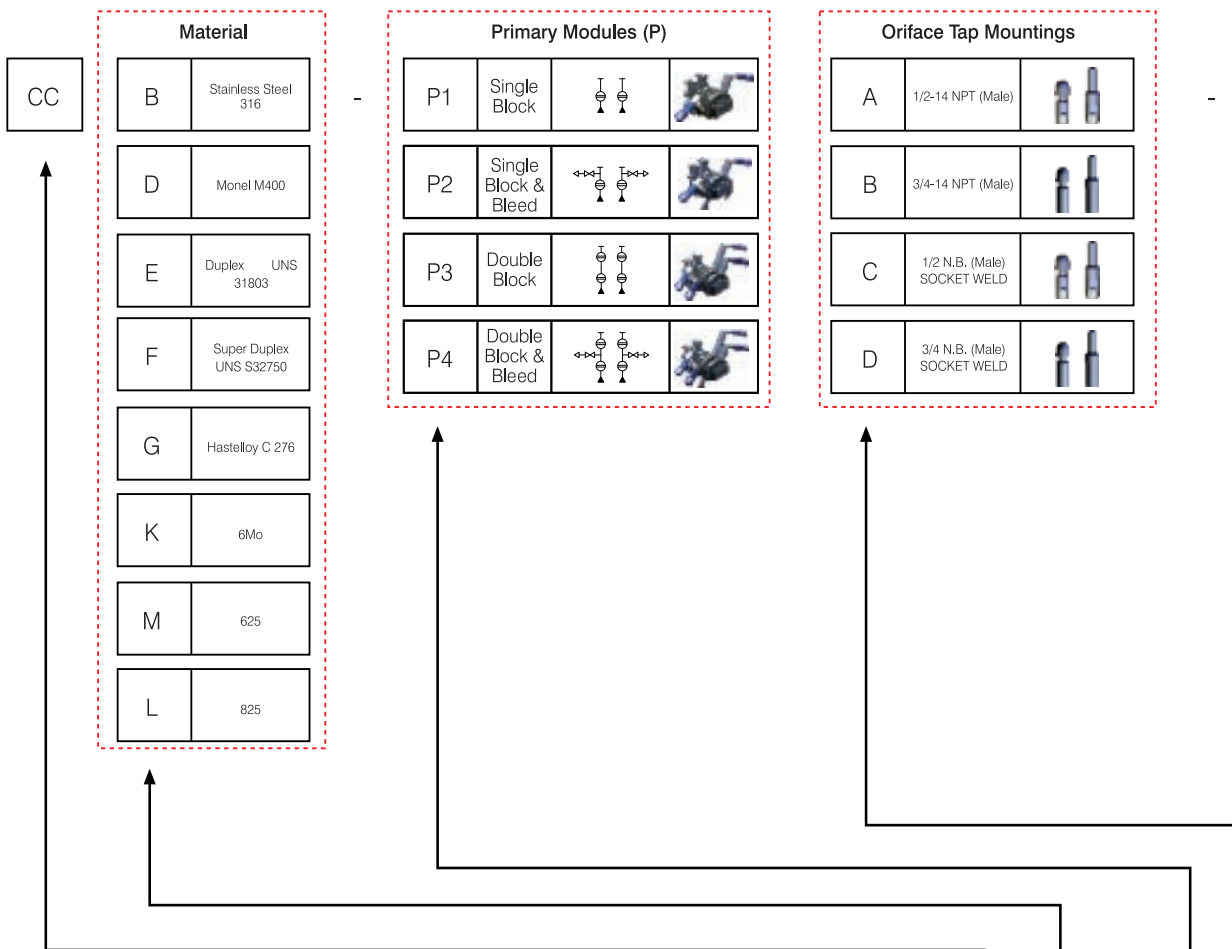 Material
Primary Modules (P)
Oriface Tap Mountings
CC
B
Stainless Steel
316
-
P1
Single
Block
A
1/2-14 NPT (Male)
-
D
Monel M400
P2
Single
Block &
Bleed
B
3/4-14 NPT (Male)
E
Duplex UNS
31803
P3
Double
Block
C
1/2 N.B. (Male)
SOCKET WELD
F
Super Duplex
UNS S32750
P4
Double
Block &
Bleed
D
3/4 N.B. (Male)
SOCKET WELD
G
Hastelloy C 276
K
6Mo
M
625
L
825